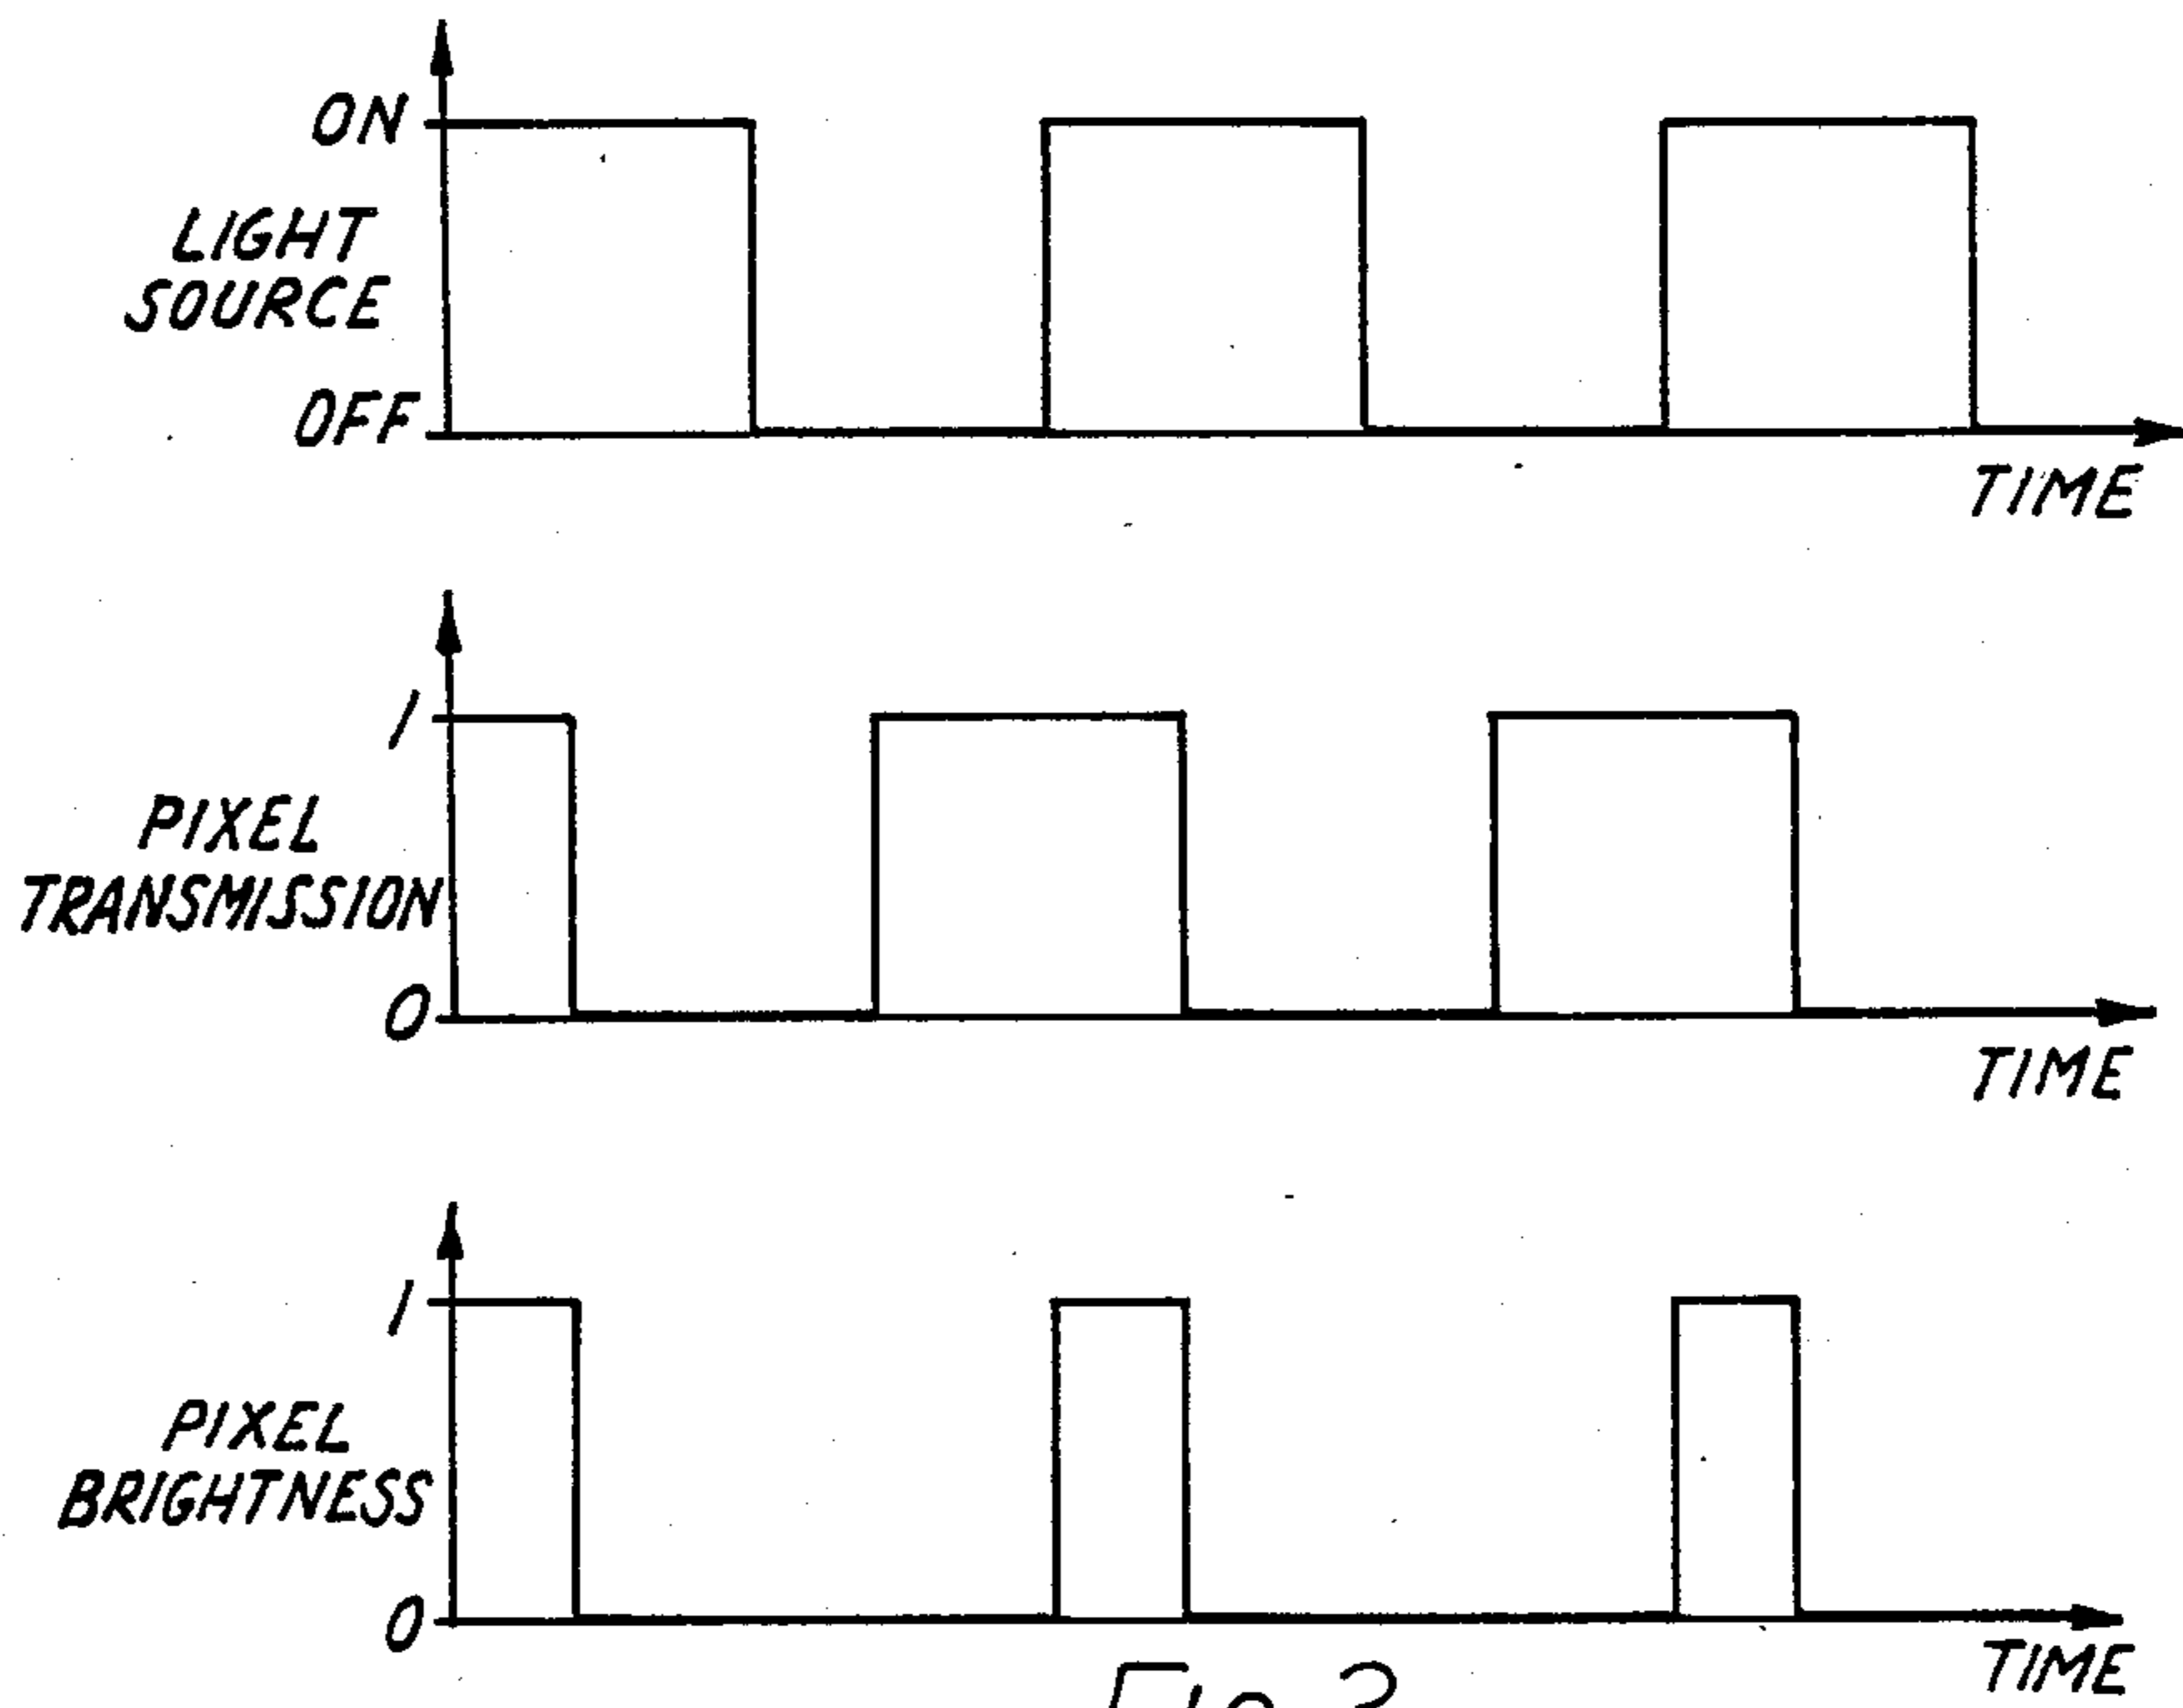 ON
LIGHT
SOURCE
OFF
TIME
1
PIXEL
TRANSMISSION
0
TIME
1
PIXEL
BRIGHTNESS
0
TIME